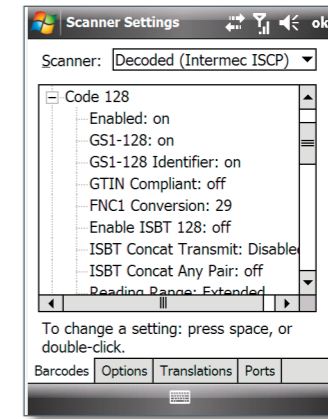 Scanner Settings ok
Scanner: Decoded (Intermec ISCP)
Code 128
Enabled: on
GS1-128: on
GS1-128 Identifier: on
GTIN Compliant: off
FNC1 Conversion: 29
Enable ISBT 128: off
ISBT Concat Transmit: Disable
ISBT Concat Any Pair: off
Reading Range: Extended
To change a setting: press space, or
double-click.
Barcodes Options Translations Ports